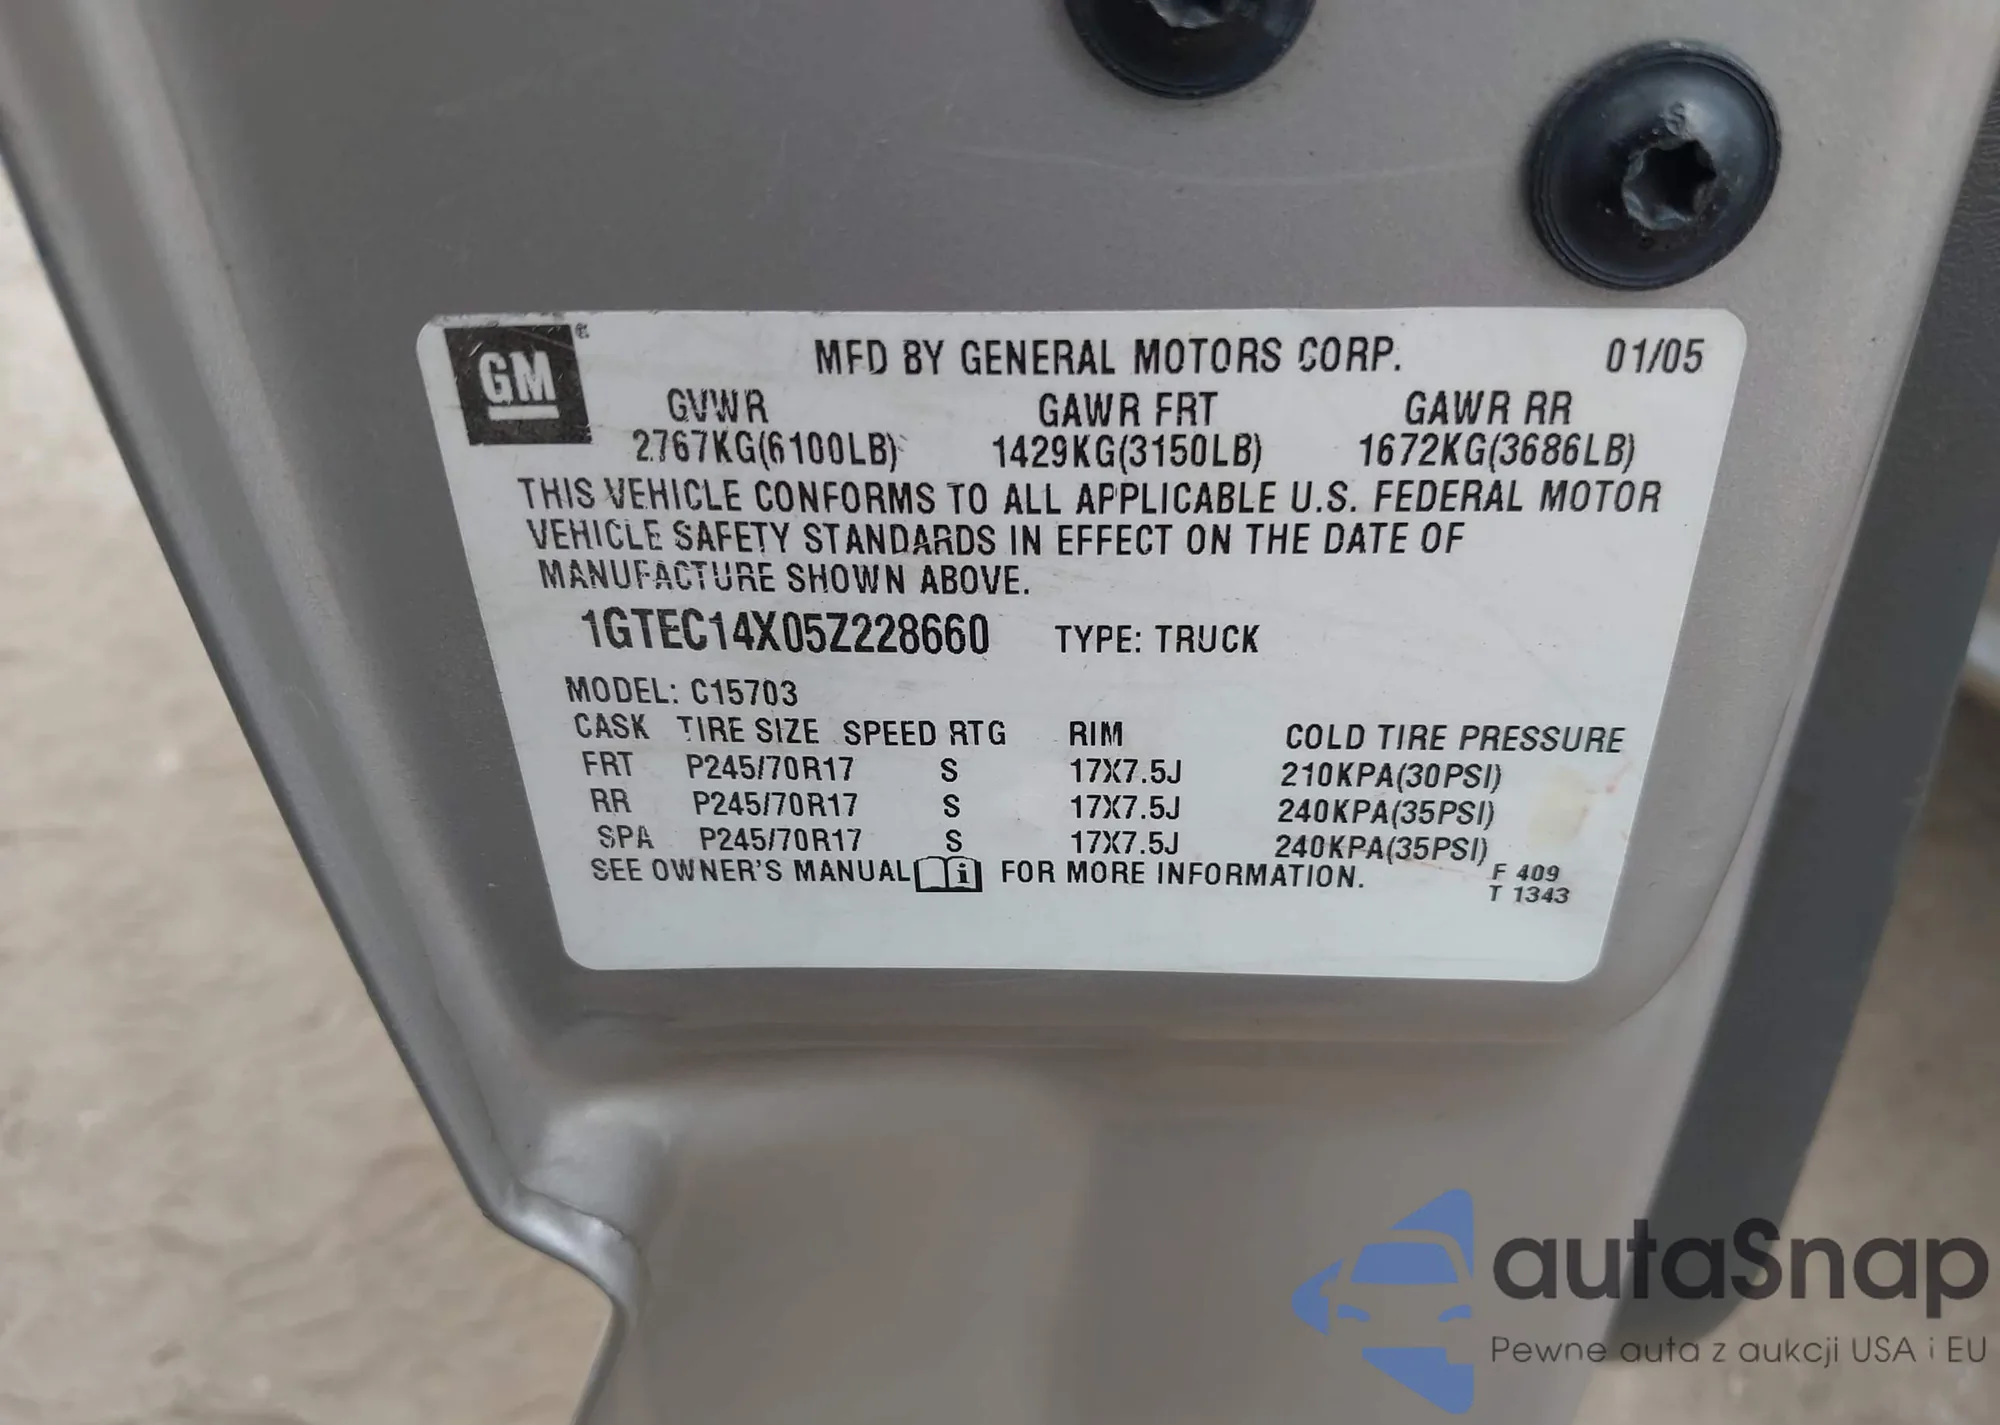 GM
MFD BY GENERAL MOTORS CORP. 01/05
GVWR GAWR FRT GAWR RR
2767KG(6100LB) 1429KG(3150LB) 1672KG(3686LB)
THIS VEHICLE CONFORMS TO ALL APPLICABLE U.S. FEDERAL MOTOR
VEHICLE SAFETY STANDARDS IN EFFECT ON THE DATE OF
MANUFACTURE SHOWN ABOVE.
1GTEC14X05Z228660 TYPE: TRUCK
MODEL: C15703
CASK TIRE SIZE SPEED RTG RIM COLD TIRE PRESSURE
FRT P245/70R17 S 17X7.5J 210KPA(30PSI)
RR P245/70R17 S 17X7.5J 240KPA(35PSI)
SPA P245/70R17 S 17X7.5J 240KPA(35PSI)
SEE OWNER'S MANUAL i FOR MORE INFORMATION. F 409
T 1343
autaSnap
Pewne auta z aukcji USA i EU